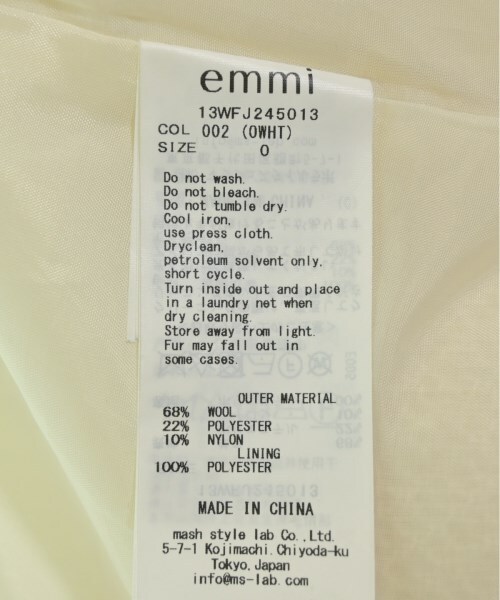 emmi
13WFJ245013
COL 002 (OWHT)
SIZE 0
Do not wash.
Do not bleach.
Do not tumble dry.
Cool iron,
use press cloth.
Dryclean,
petroleum solvent only.
short cycle.
Turn inside out and place
in a laundry net when
dry cleaning.
Store away from light.
Fur may fall out in
some cases.
OUTER MATERIAL
68% WOOL
22% POLYESTER
10% NYLON
LINING
100% POLYESTER
MADE IN CHINA
mash style lab Co.,Ltd.
5-7-1 Kojimachi.Chiyoda-ku
Tokyo,Japan
info@ms-lab.com